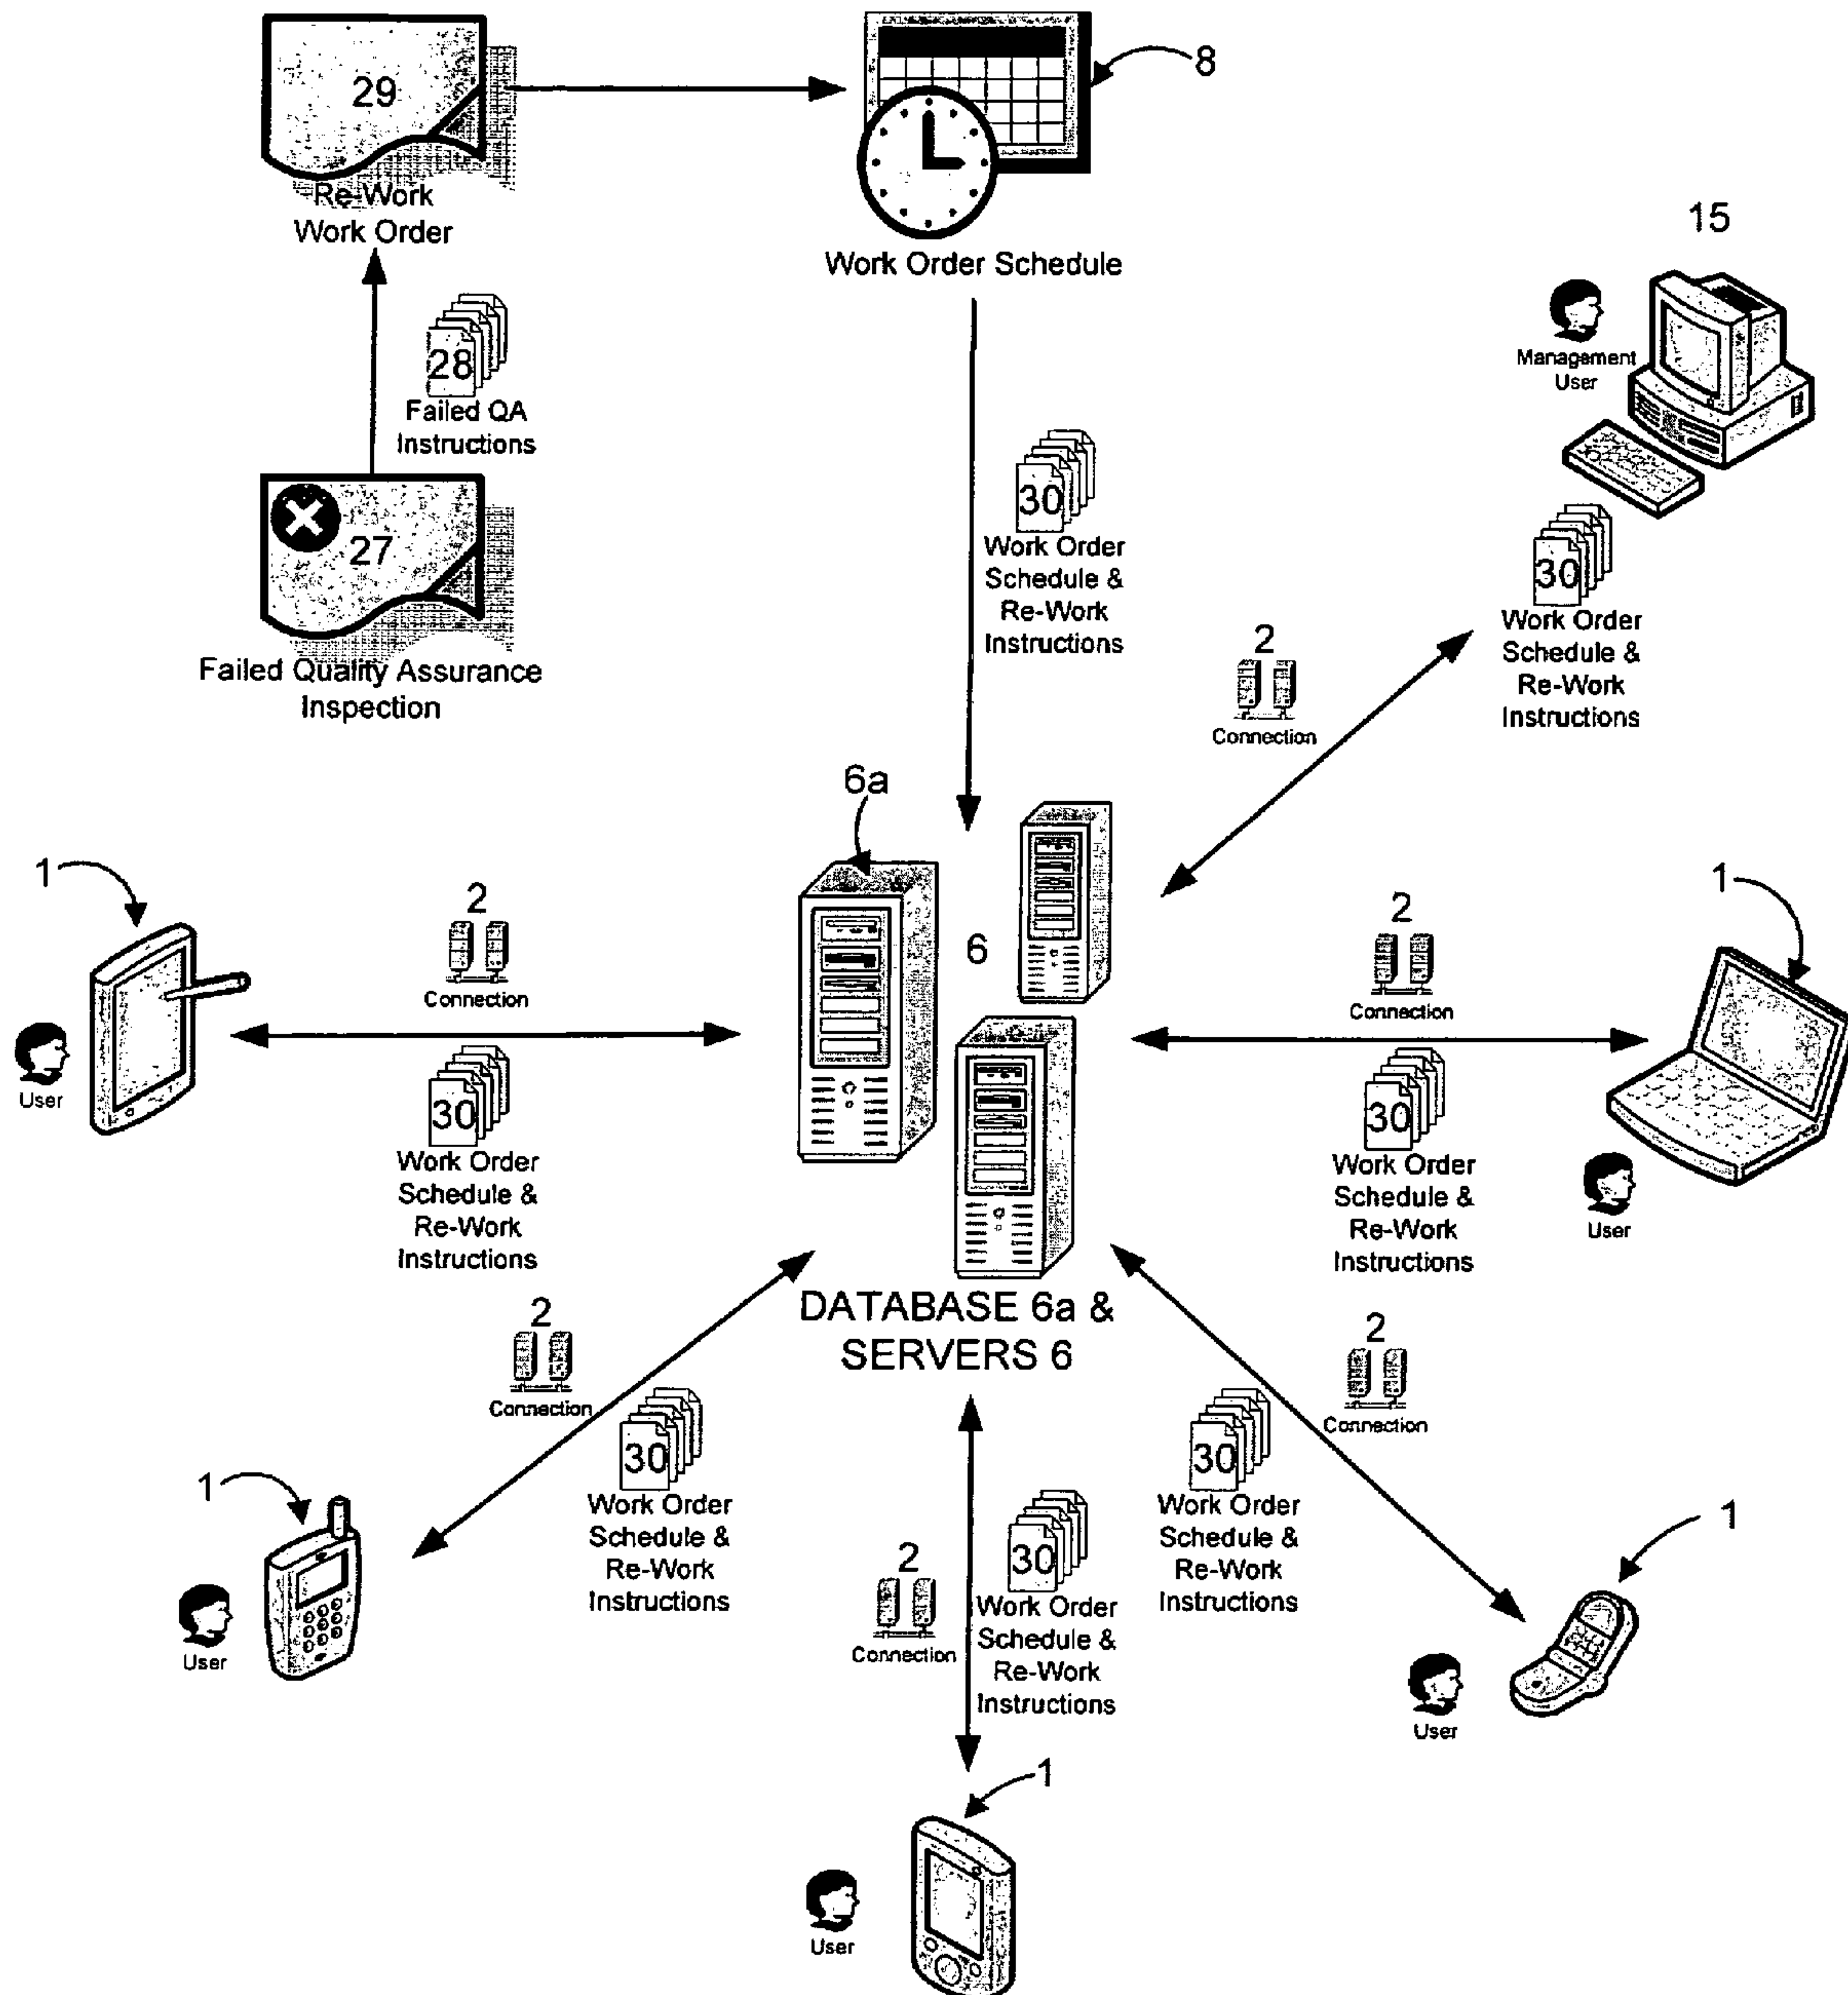 29
Re-Work
Work Order
8
Work Order Schedule
28
Failed QA
Instructions
27
Failed Quality Assurance
Inspection
15
Management
User
30
Work Order
Schedule &
Re-Work
Instructions
30
Work Order
Schedule &
Re-Work
Instructions
2
Connection
6a
6
DATABASE 6a &
SERVERS 6
1
User
2
Connection
30
Work Order
Schedule &
Re-Work
Instructions
2
Connection
30
Work Order
Schedule &
Re-Work
Instructions
1
User
2
Connection
30
Work Order
Schedule &
Re-Work
Instructions
1
User
2
Connection
30
Work Order
Schedule &
Re-Work
Instructions
1
User
30
Work Order
Schedule &
Re-Work
Instructions
2
Connection
1
User